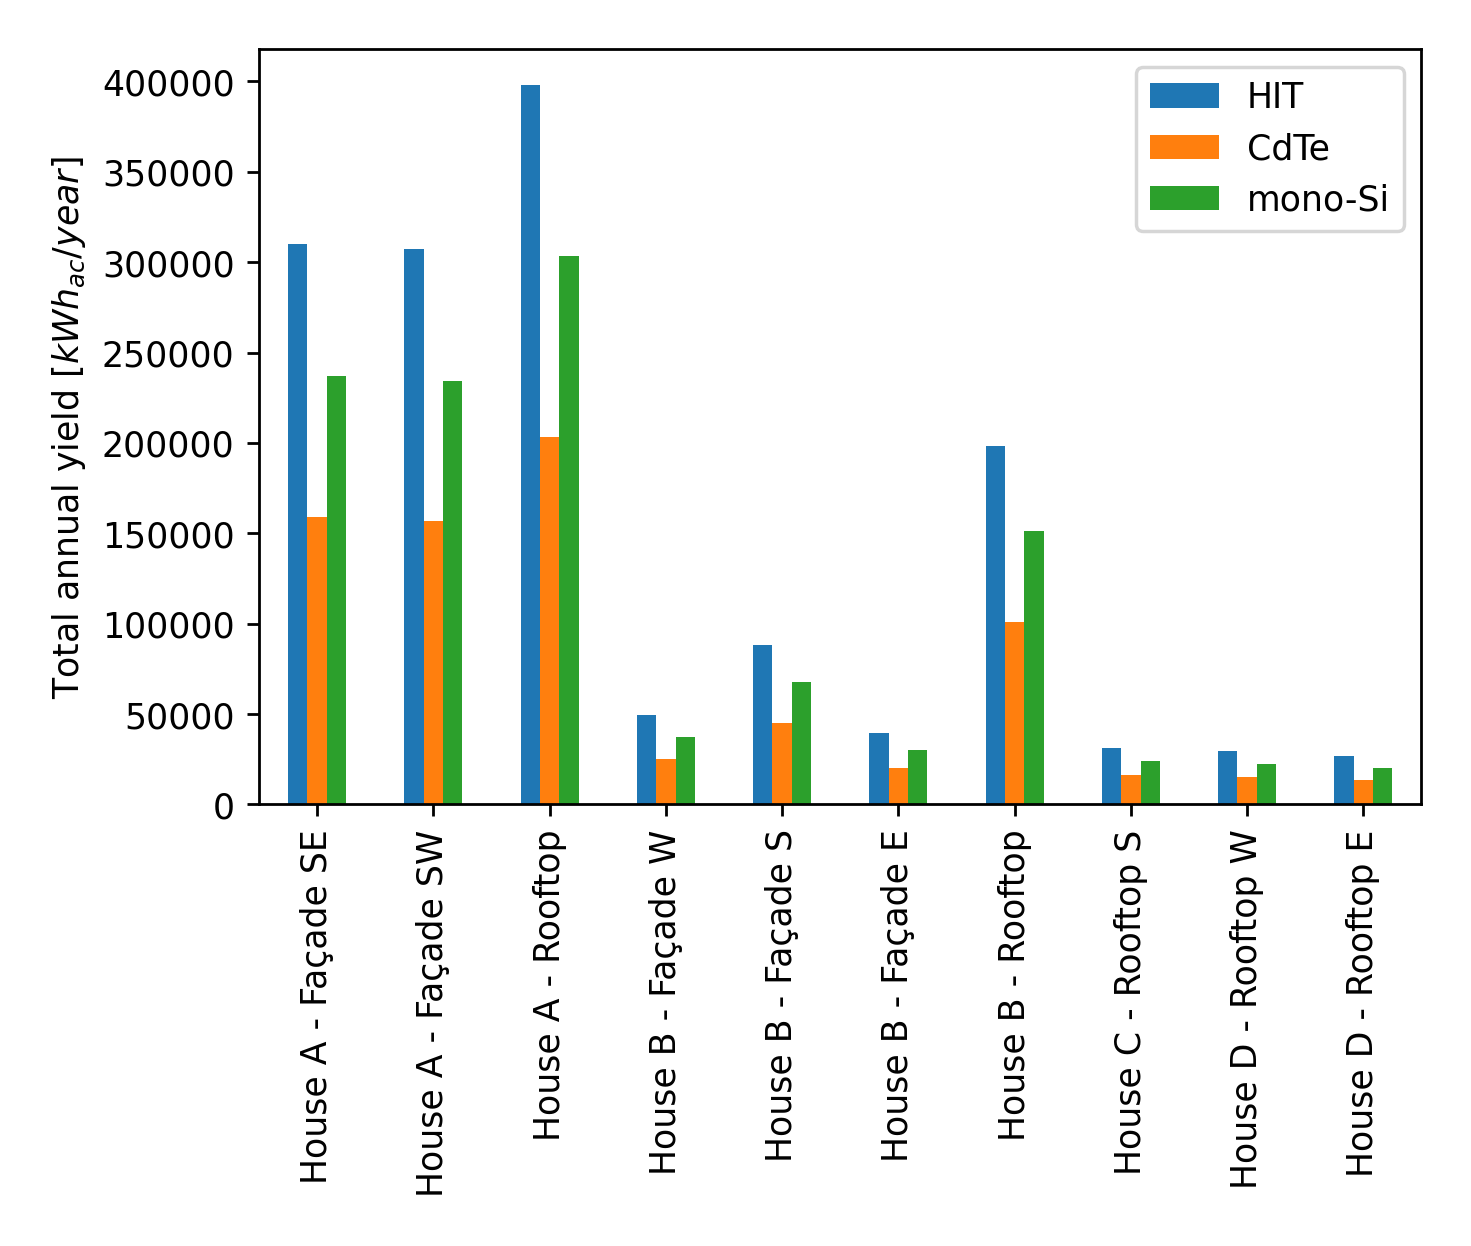 Total annual yield [kWh_ac/year]
400000
350000
300000
250000
200000
150000
100000
50000
0
HIT
CdTe
mono-Si
House A - Façade SE
House A - Façade SW
House A - Rooftop
House B - Façade W
House B - Façade S
House B - Façade E
House B - Rooftop
House C - Rooftop S
House D - Rooftop W
House D - Rooftop E